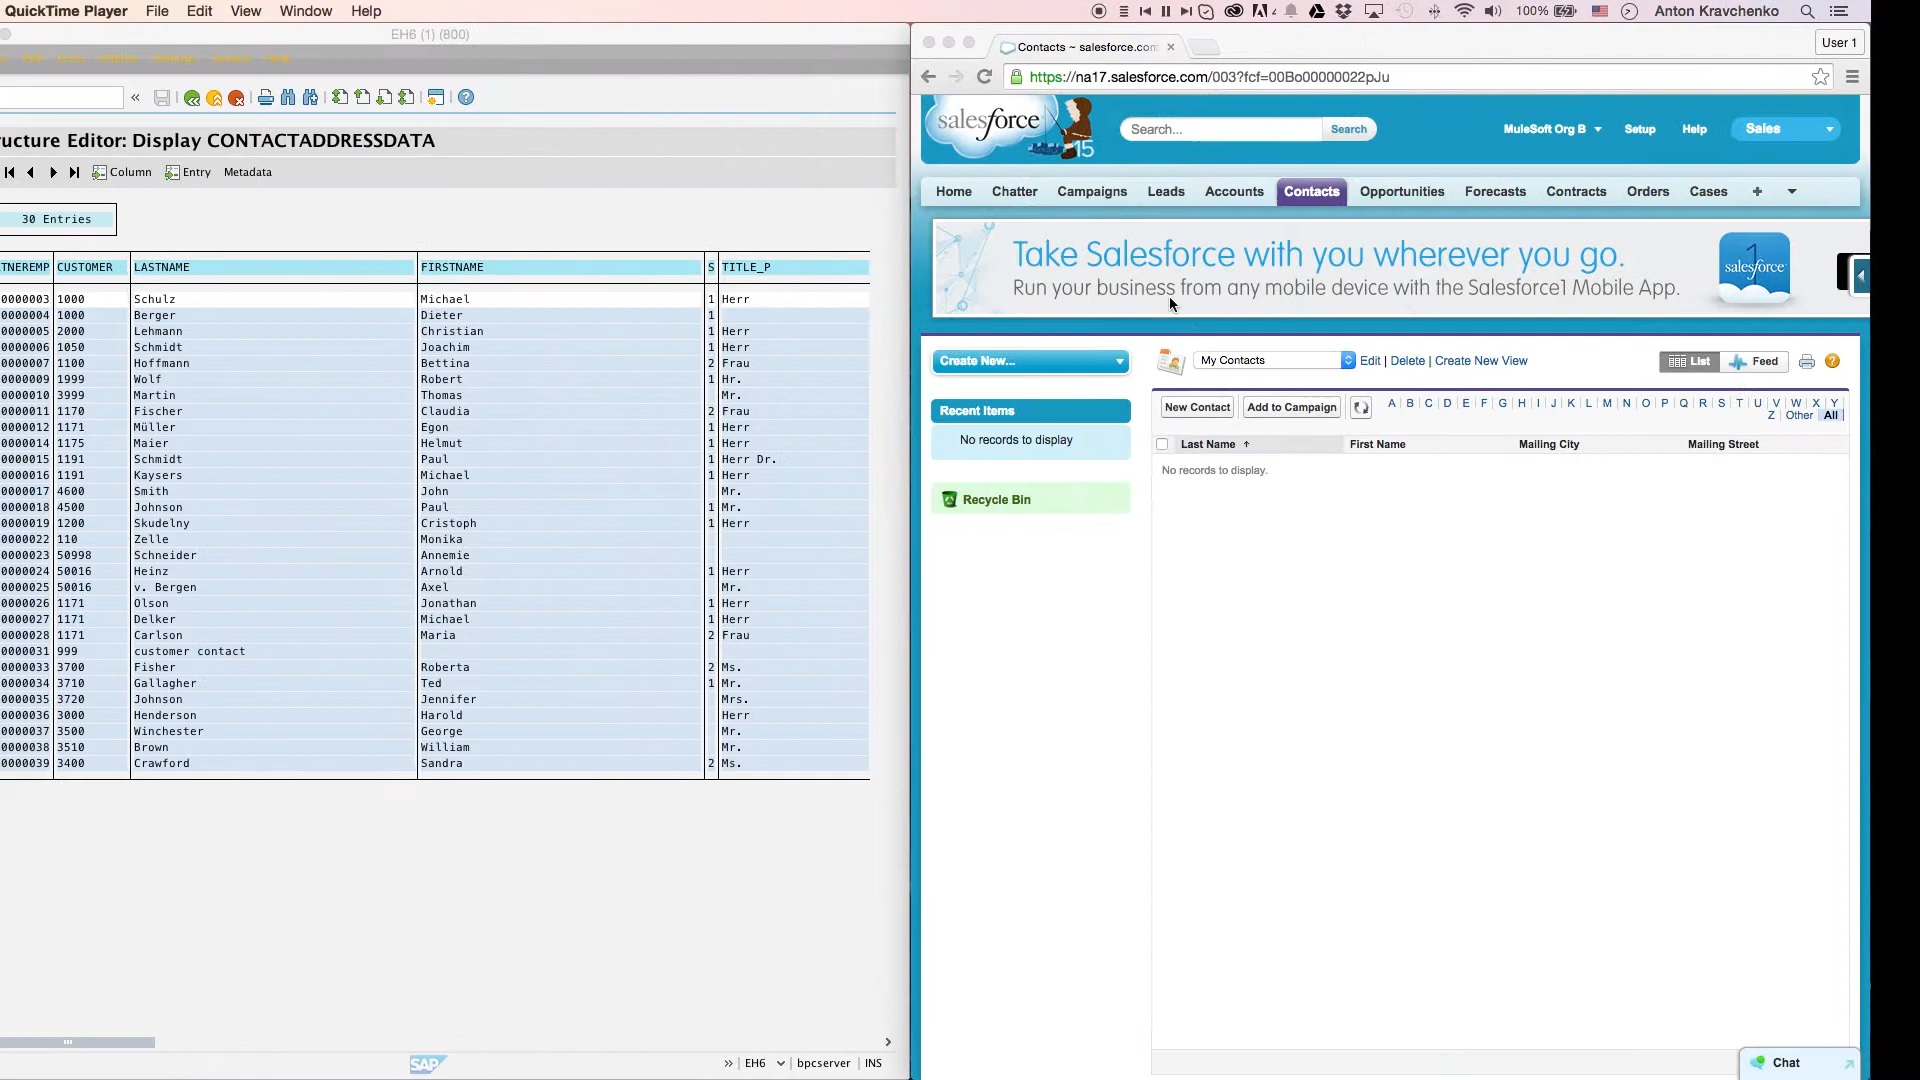 QuickTime Player File Edit View Window Help 4 100% Anton Kravchenko
EH6 (1) (800)
ucture Editor: Display CONTACTADDRESSDATA
Column Entry Metadata
30 Entries
TNEREMP CUSTOMER LASTNAME FIRSTNAME S TITLE_P
0000003 1000 Schulz Michael 1 Herr
0000004 1000 Berger Dieter 1
0000005 2000 Lehmann Christian 1 Herr
0000006 1050 Schmidt Joachim 1 Herr
0000007 1100 Hoffmann Bettina 2 Frau
0000009 1999 Wolf Robert 1 Hr.
0000010 3999 Martin Thomas Mr.
0000011 1170 Fischer Claudia 2 Frau
0000012 1171 Müller Egon 1 Herr
0000014 1175 Maier Helmut 1 Herr
0000015 1191 Schmidt Paul 1 Herr Dr.
0000016 1191 Kaysers Michael 1 Herr
0000017 4600 Smith John Mr.
0000018 4500 Johnson Paul 1 Mr.
0000019 1200 Skudelny Cristoph 1 Herr
0000022 110 Zelle Monika
0000023 50998 Schneider Annemie
0000024 50016 Heinz Arnold 1 Herr
0000025 50016 v. Bergen Axel Mr.
0000026 1171 Olson Jonathan 1 Herr
0000027 1171 Delker Michael 1 Herr
0000028 1171 Carlson Maria 2 Frau
0000031 999 customer contact
0000033 3700 Fisher Roberta 2 Ms.
0000034 3710 Gallagher Ted 1 Mr.
0000035 3720 Johnson Jennifer Mrs.
0000036 3000 Henderson Harold Herr
0000037 3500 Winchester George Mr.
0000038 3510 Brown William Mr.
0000039 3400 Crawford Sandra 2 Ms.
SAP EH6 bpcserver INS
Contacts ~ salesforce.com User 1
https://na17.salesforce.com/003?fcf=00Bo00000022pJu
salesforce '15 Search... Search MuleSoft Org B Setup Help Sales
Home Chatter Campaigns Leads Accounts Contacts Opportunities Forecasts Contracts Orders Cases +
Take Salesforce with you wherever you go.
Run your business from any mobile device with the Salesforce1 Mobile App.
1 salesforce
Create New... My Contacts Edit | Delete | Create New View List Feed
Recent Items
No records to display
Recycle Bin
New Contact Add to Campaign A B C D E F G H I J K L M N O P Q R S T U V W X Y
Z Other All
Last Name First Name Mailing City Mailing Street
No records to display.
Chat